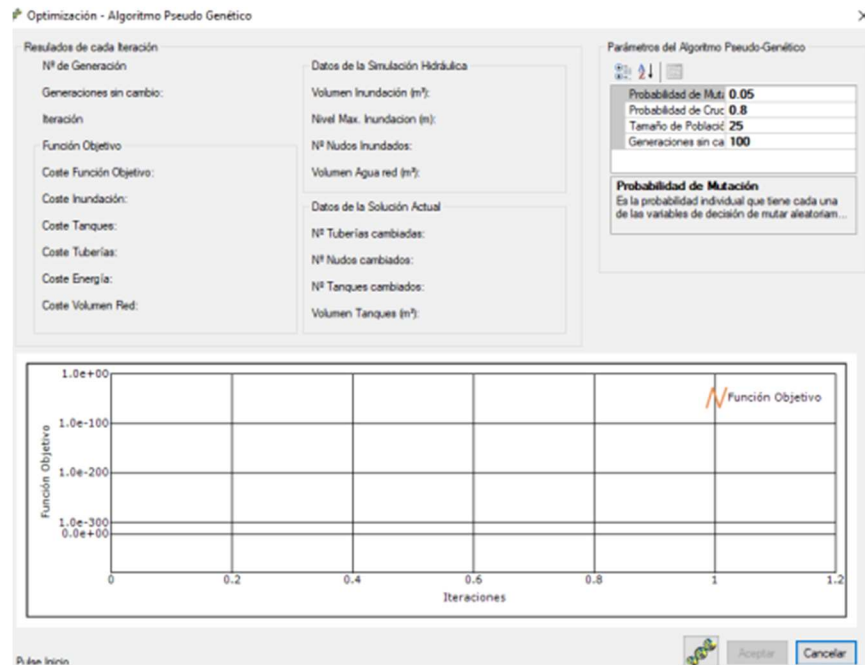 Optimización - Algoritmo Pseudo Genético
Resulados de cada Iteración
Nº de Generación
Generaciones sin cambio:
Iteración
Función Objetivo
Coste Función Objetivo:
Coste Inundación:
Coste Tanques:
Coste Tuberías:
Coste Energía:
Coste Volumen Red:
Datos de la Simulación Hidráulica
Volumen Inundación (m³):
Nivel Max. Inundacion (m):
Nº Nudos Inundados:
Volumen Agua red (m³):
Datos de la Solución Actual
Nº Tuberías cambiadas:
Nº Nudos cambiados:
Nº Tanques cambiados:
Volumen Tanques (m³):
Parámetros del Algoritmo Pseudo-Genético
Probabilidad de Muta 0.05
Probabilidad de Cruc 0.8
Tamaño de Població 25
Generaciones sin ca 100
Probabilidad de Mutación
Es la probabilidad individual que tiene cada una
de las variables de decisión de mutar aleatoriam...
1.0e+00
1.0e-100
1.0e-200
1.0e-300
0.0e+00
Función Objetivo
Función Objetivo
0 0.2 0.4 0.6 0.8 1 1.2
Iteraciones
Pulse Inicio
Aceptar Cancelar